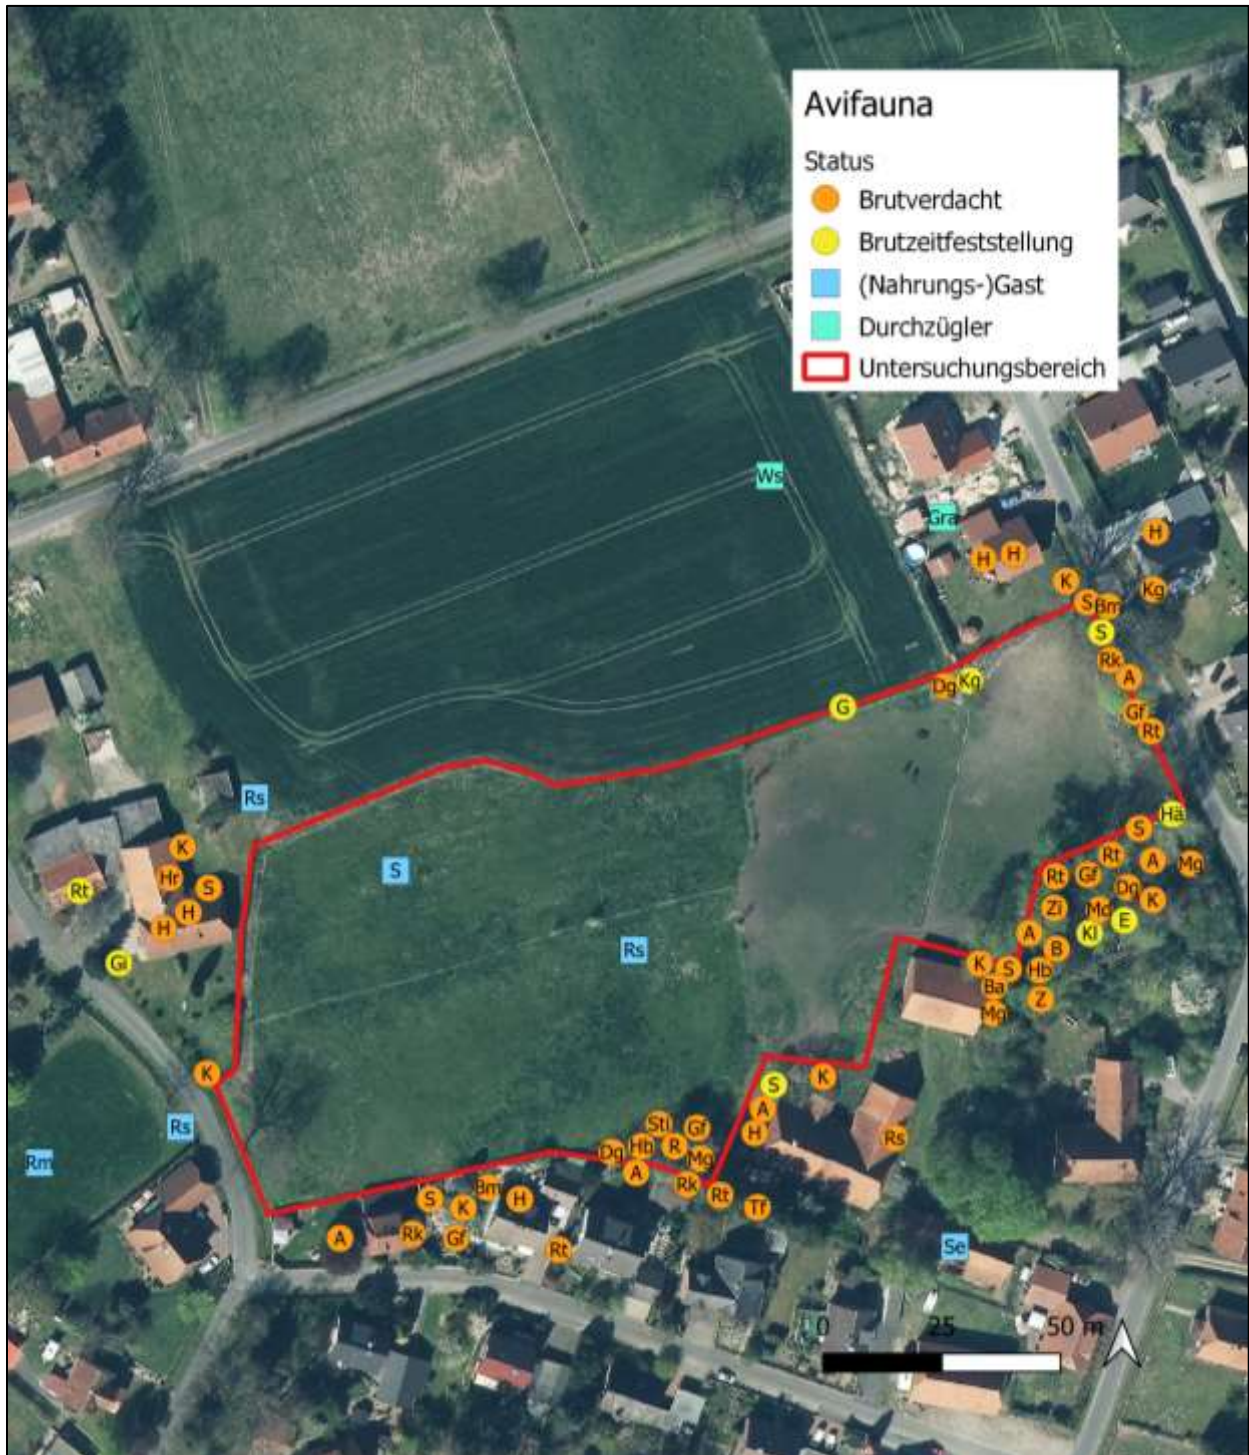 Avifauna
Status
Brutverdacht
Brutzeitfeststellung
(Nahrungs-)Gast
Durchzügler
Untersuchungsbereich
Ws
Gra
H
H
H
K
Kg
S
Bm
S
Rk
A
Dg
Kg
G
Gf
Rt
Rs
Hä
S
K
Rt
A
Mg
S
Hr
S
Rt
Gf
Dg
K
Rt
H
Zi
E
H
A
Kl
Rs
B
Gi
K
S
Hb
Ba
Z
Mg
K
K
S
A
Sti
Gf
Rs
H
Rs
Hb
R
Rm
Dg
Mg
A
Rk
Rt
Bm
S
H
K
Tf
A
Rk
Gf
Rt
Se
0 25 50 m